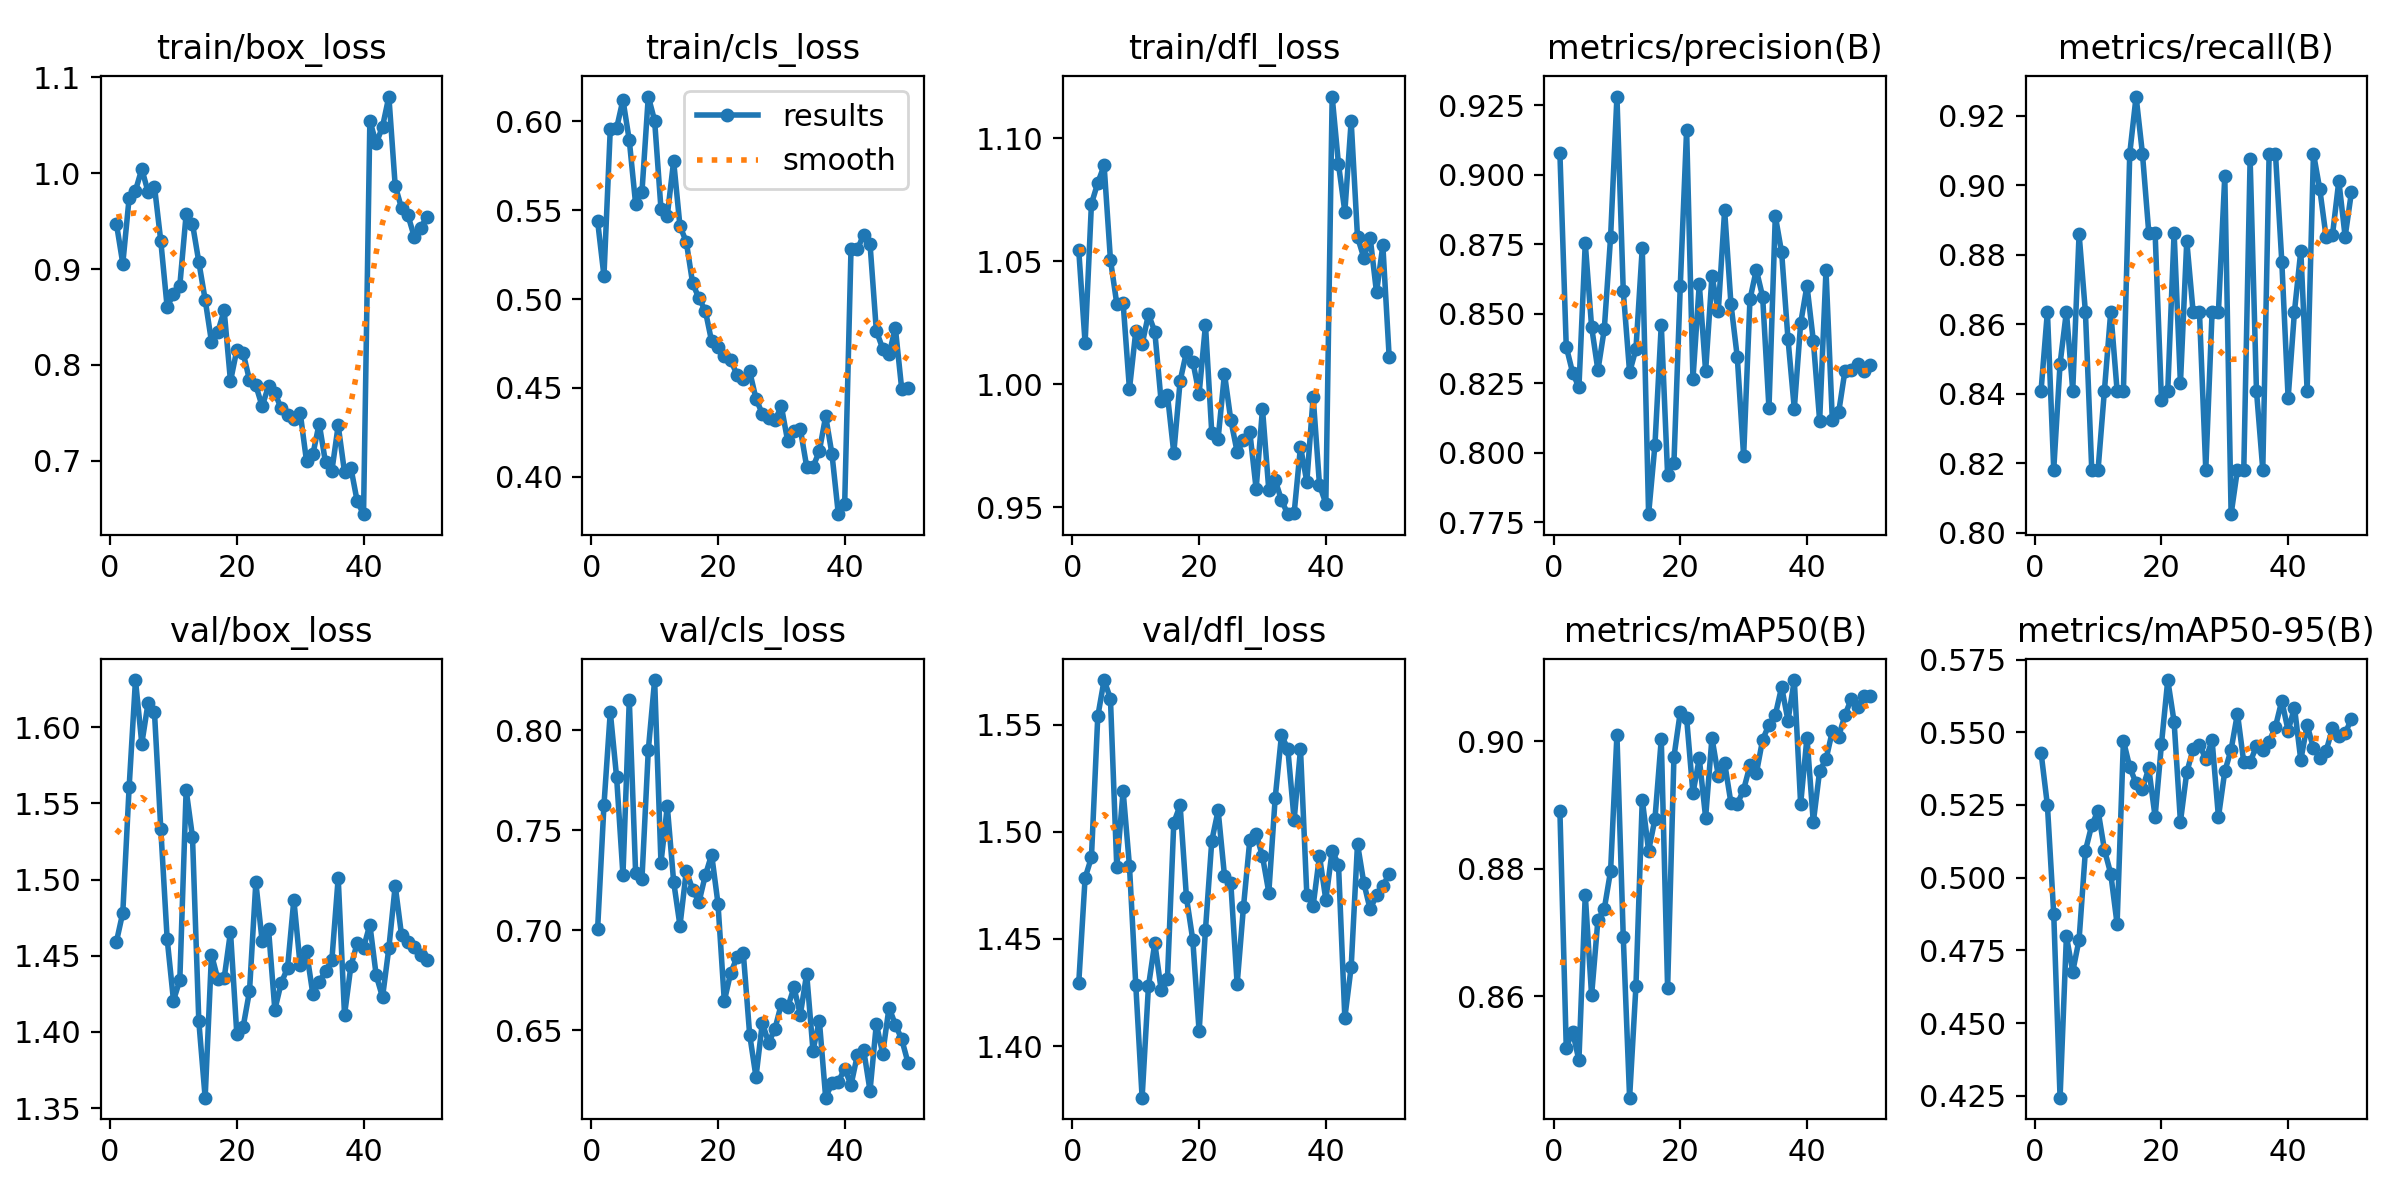 train/box_loss
1.1
1.0
0.9
0.8
0.7
0 20 40
train/cls_loss
results
smooth
0.60
0.55
0.50
0.45
0.40
0 20 40
train/dfl_loss
1.10
1.05
1.00
0.95
0 20 40
metrics/precision(B)
0.925
0.900
0.875
0.850
0.825
0.800
0.775
0 20 40
metrics/recall(B)
0.92
0.90
0.88
0.86
0.84
0.82
0.80
0 20 40
val/box_loss
1.60
1.55
1.50
1.45
1.40
1.35
0 20 40
val/cls_loss
0.80
0.75
0.70
0.65
0 20 40
val/dfl_loss
1.55
1.50
1.45
1.40
0 20 40
metrics/mAP50(B)
0.90
0.88
0.86
0 20 40
metrics/mAP50-95(B)
0.575
0.550
0.525
0.500
0.475
0.450
0.425
0 20 40